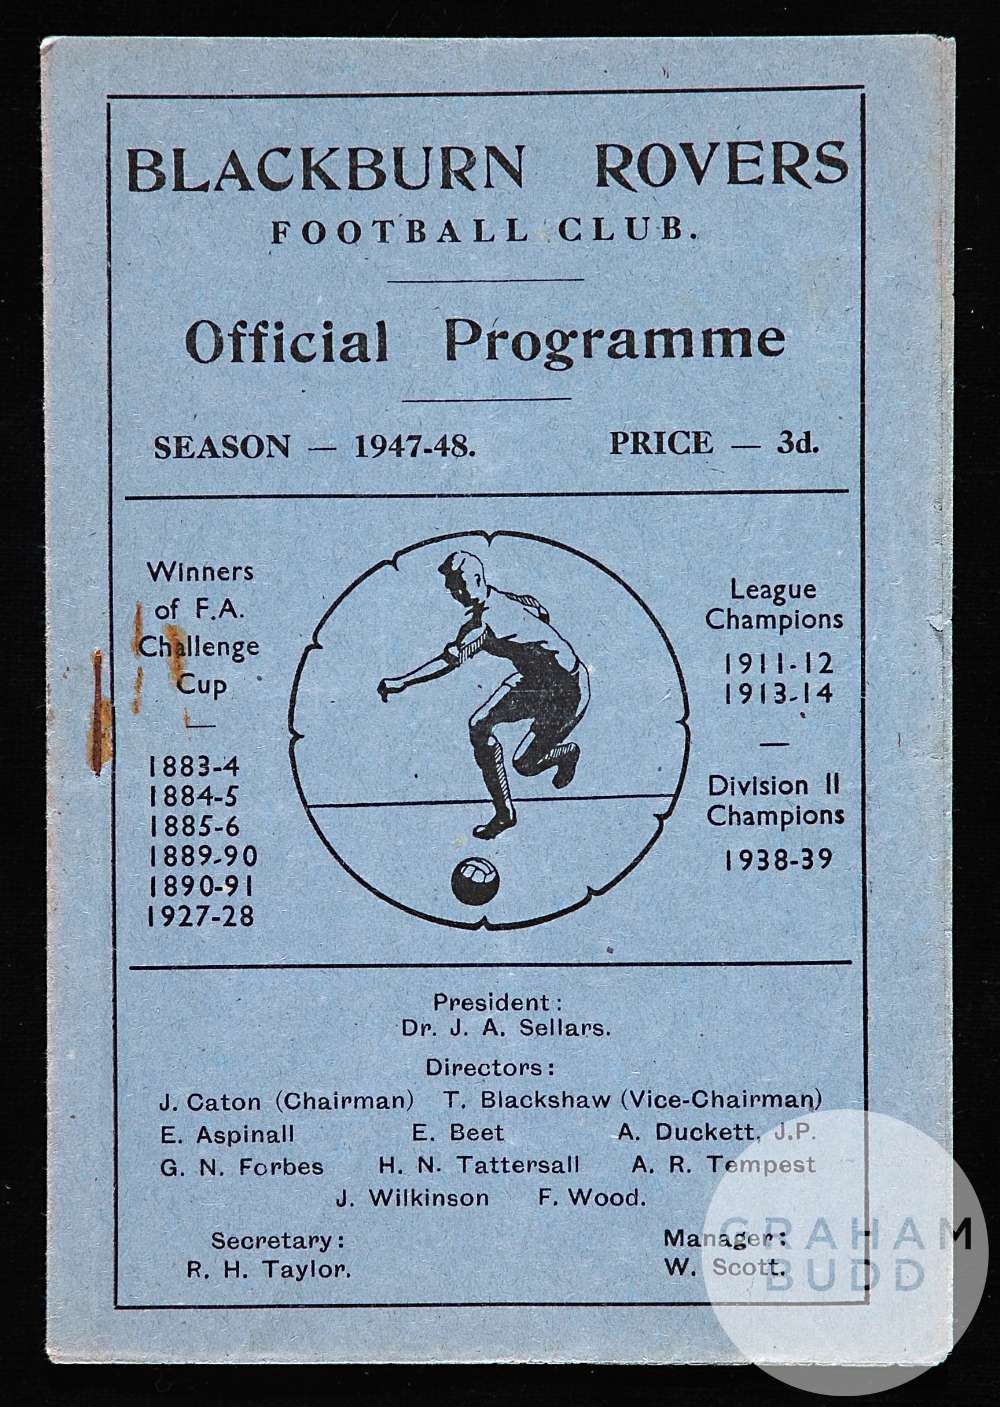 BLACKBURN ROVERS
FOOTBALL CLUB.
Official Programme
SEASON — 1947-48. PRICE — 3d.
Winners
of F.A.
Challenge
Cup
—
1883-4
1884-5
1885-6
1889-90
1890-91
1927-28
League
Champions
1911-12
1913-14
—
Division II
Champions
1938-39
President:
Dr. J. A. Sellars.
Directors:
J. Caton (Chairman) T. Blackshaw (Vice-Chairman)
E. Aspinall E. Beet A. Duckett, J.P.
G. N. Forbes H. N. Tattersall A. R. Tempest
J. Wilkinson F. Wood.
Secretary: Manager:
R. H. Taylor. W. Scott.
GRAHAM
BUDD